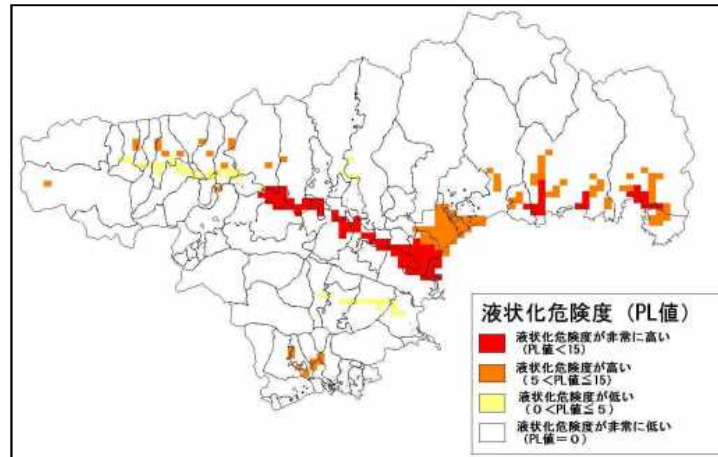 液状化危険度（PL値）
液状化危険度が非常に高い
（PL値<15）
液状化危険度が高い
（5<PL値≦15）
液状化危険度が低い
（0<PL値≦5）
液状化危険度が非常に低い
（PL値＝0）